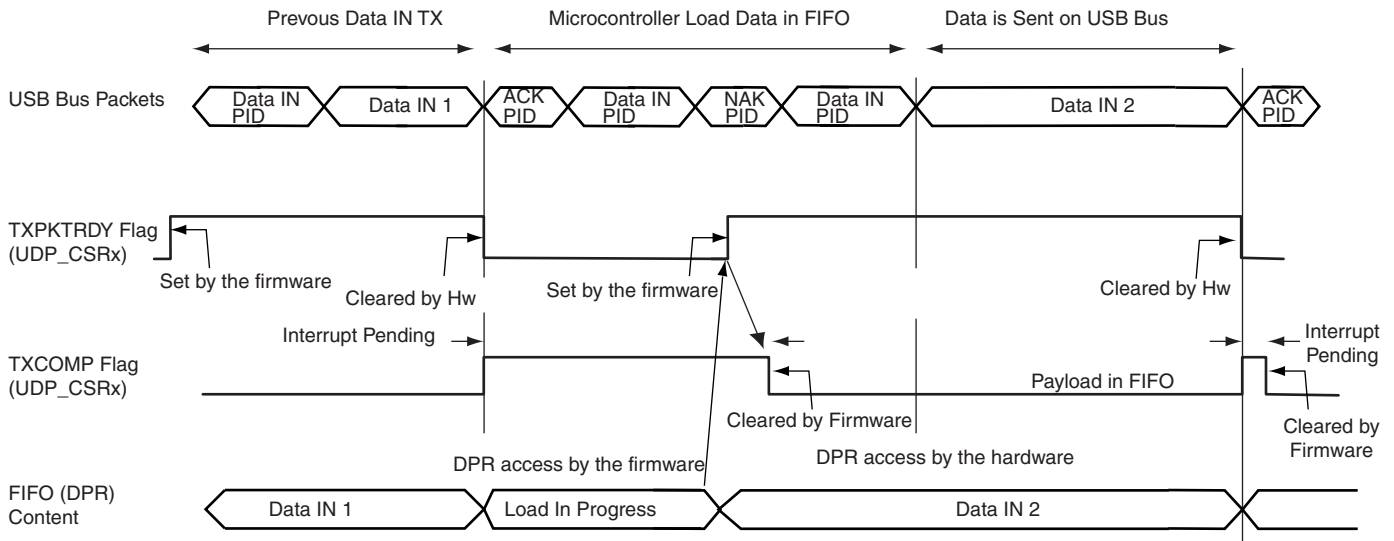 Prevous Data IN TX
Microcontroller Load Data in FIFO
Data is Sent on USB Bus
USB Bus Packets
Data IN
PID
Data IN 1
ACK
PID
Data IN
PID
NAK
PID
Data IN
PID
Data IN 2
ACK
PID
TXPKTRDY Flag
(UDP_CSRx)
Set by the firmware
Cleared by Hw
Set by the firmware
Cleared by Hw
Interrupt Pending
Interrupt
Pending
TXCOMP Flag
(UDP_CSRx)
Payload in FIFO
Cleared by Firmware
Cleared by
Firmware
DPR access by the firmware
DPR access by the hardware
FIFO (DPR)
Content
Data IN 1
Load In Progress
Data IN 2